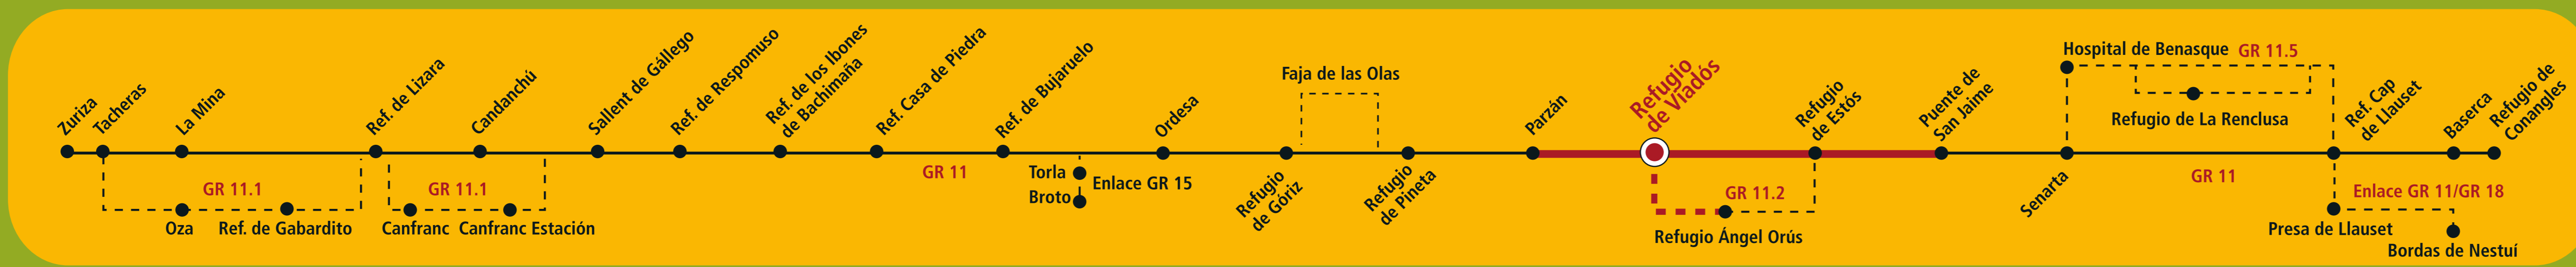 Zuriza
Tacheras
La Mina
Ref. de Lizara
Candanchú
Sallent de Gállego
Ref. de Respomuso
Ref. de los Ibones
de Bachimaña
Ref. Casa de Piedra
Ref. de Bujaruelo
Ordesa
Faja de las Olas
Parzán
Refugio
de Viadós
Refugio
de Estós
Puente de
San Jaime
Hospital de Benasque
GR 11.5
Refugio de La Renclusa
Ref. Cap
de Llauset
Baserca
Refugio de
Conangles
GR 11.1
Oza
Ref. de Gabardito
GR 11.1
Canfranc
Canfranc Estación
GR 11
Torla
Broto
Enlace GR 15
Refugio
de Góriz
Refugio
de Pineta
GR 11.2
Refugio Ángel Orús
Senarta
GR 11
Enlace GR 11/GR 18
Presa de Llauset
Bordas de Nestuí